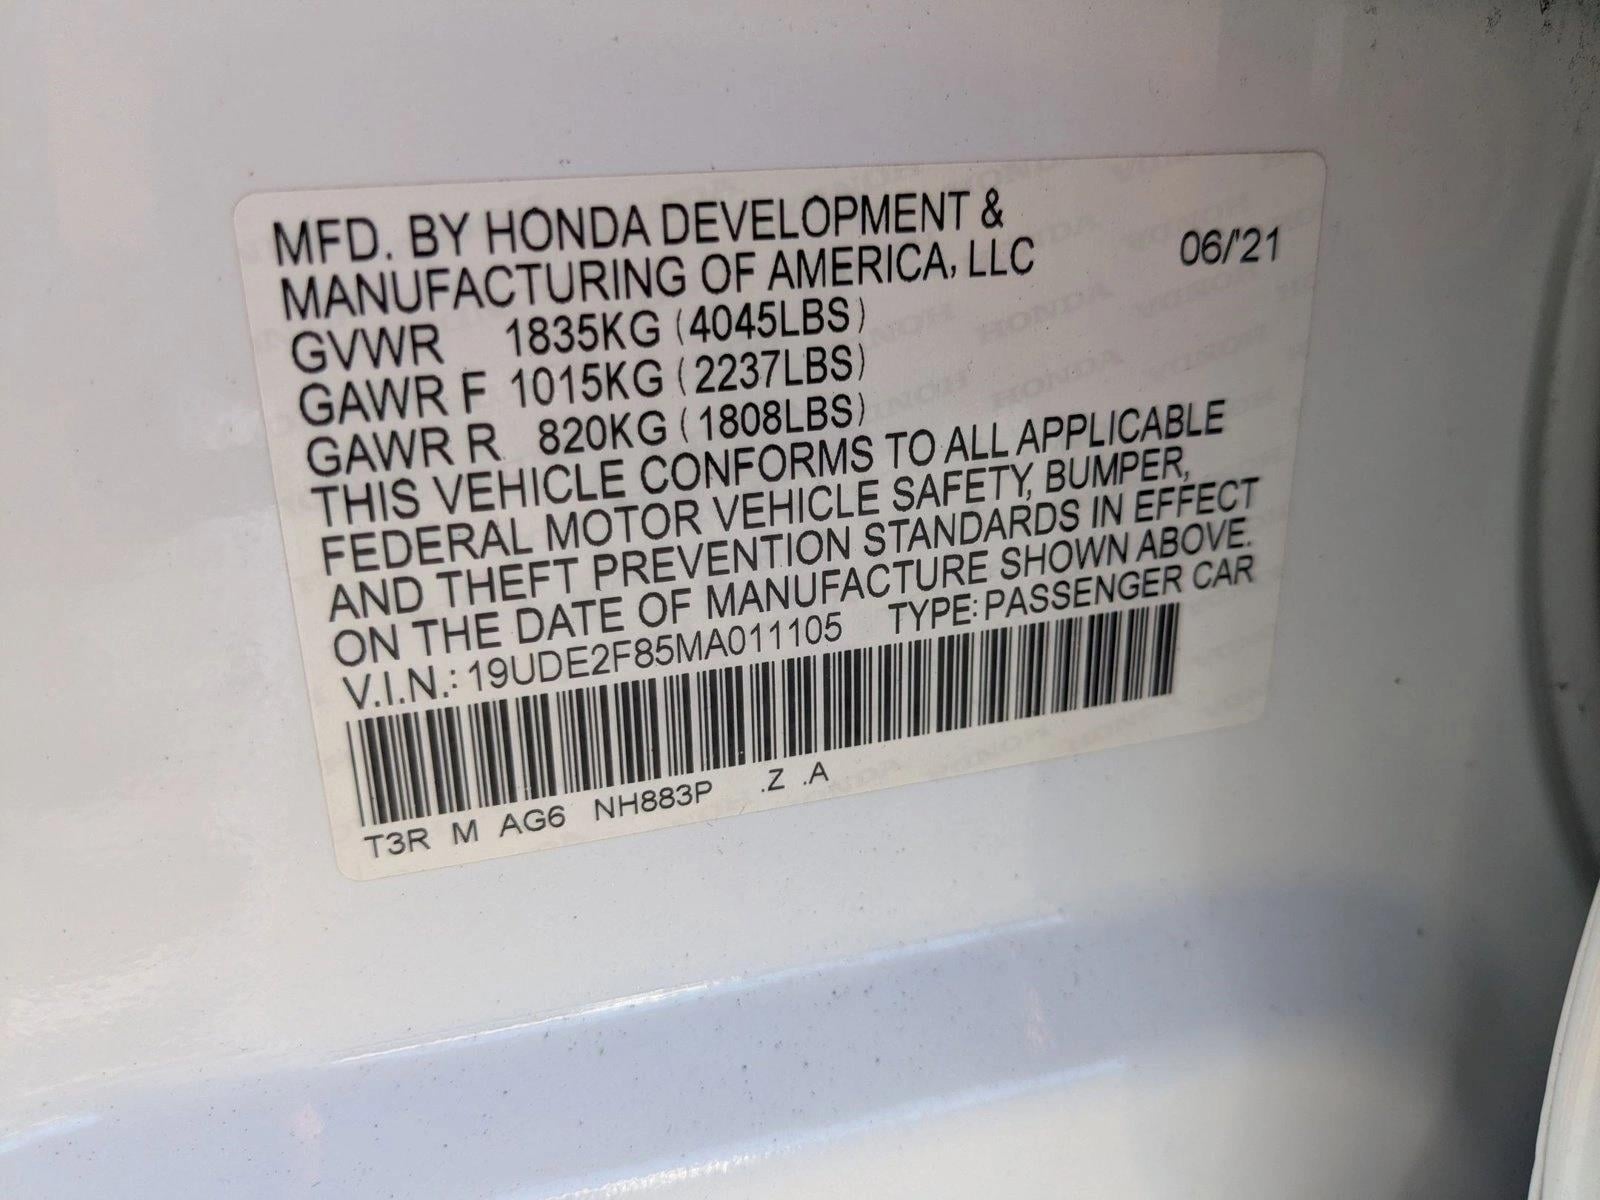 MFD. BY HONDA DEVELOPMENT &
MANUFACTURING OF AMERICA, LLC 06/'21
GVWR 1835KG (4045LBS)
GAWR F 1015KG (2237LBS)
GAWR R 820KG (1808LBS)
THIS VEHICLE CONFORMS TO ALL APPLICABLE
FEDERAL MOTOR VEHICLE SAFETY, BUMPER,
AND THEFT PREVENTION STANDARDS IN EFFECT
ON THE DATE OF MANUFACTURE SHOWN ABOVE.
V.I.N.: 19UDE2F85MA011105 TYPE: PASSENGER CAR
T3R M AG6 NH883P .Z .A